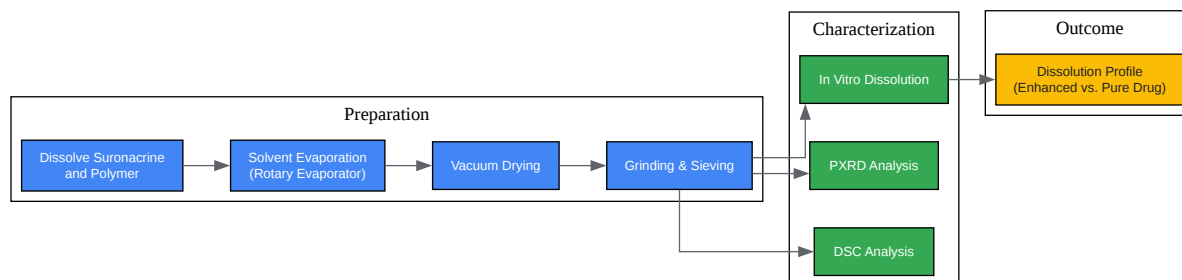 Preparation
Dissolve Suronacrine
and Polymer
Solvent Evaporation
(Rotary Evaporator)
Vacuum Drying
Grinding & Sieving
Characterization
In Vitro Dissolution
PXRD Analysis
DSC Analysis
Outcome
Dissolution Profile
(Enhanced vs. Pure Drug)